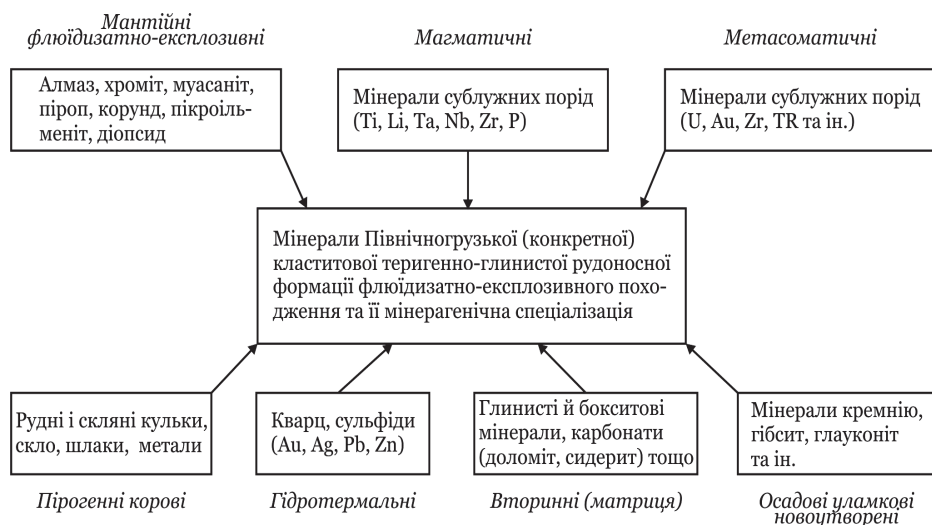 Мантійні
флюїдизатно-експлозивні
Магматичні
Метасоматичні
Алмаз, хроміт, муасаніт,
піроп, корунд, пікроіль-
меніт, діопсид
Мінерали сублужних порід
(Ti, Li, Ta, Nb, Zr, P)
Мінерали сублужних порід
(U, Au, Zr, TR та ін.)
Мінерали Північногрузької (конкретної)
кластитової теригенно-глинистої рудоносної
формації флюїдизатно-експлозивного похо-
дження та її мінерагенічна спеціалізація
Рудні і скляні кульки,
скло, шлаки, метали
Кварц, сульфіди
(Au, Ag, Pb, Zn)
Глинисті й бокситові
мінерали, карбонати
(доломіт, сидерит) тощо
Мінерали кремнію,
гібсит, глауконіт
та ін.
Пірогенні корові
Гідротермальні
Вторинні (матриця)
Осадові уламкові
новоутворені